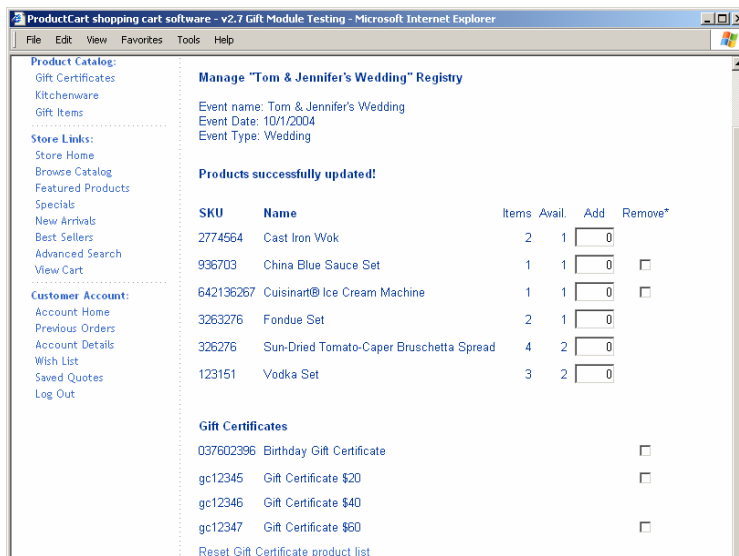 ProductCart shopping cart software - v2.7 Gift Module Testing - Microsoft Internet Explorer
File Edit View Favorites Tools Help
Product Catalog:
Gift Certificates
Kitchenware
Gift Items
Store Links:
Store Home
Browse Catalog
Featured Products
Specials
New Arrivals
Best Sellers
Advanced Search
View Cart
Customer Account:
Account Home
Previous Orders
Account Details
Wish List
Saved Quotes
Log Out
Manage "Tom & Jennifer's Wedding" Registry
Event name: Tom & Jennifer's Wedding
Event Date: 10/1/2004
Event Type: Wedding
Products successfully updated!
SKU Name Items Avail. Add Remove*
2774564 Cast Iron Wok 2 1 0
936703 China Blue Sauce Set 1 1 0
642136267 Cuisinart® Ice Cream Machine 1 1 0
3263276 Fondue Set 2 1 0
326276 Sun-Dried Tomato-Caper Bruschetta Spread 4 2 0
123151 Vodka Set 3 2 0
Gift Certificates
037602396 Birthday Gift Certificate
gc12345 Gift Certificate $20
gc12346 Gift Certificate $40
gc12347 Gift Certificate $60
Reset Gift Certificate product list